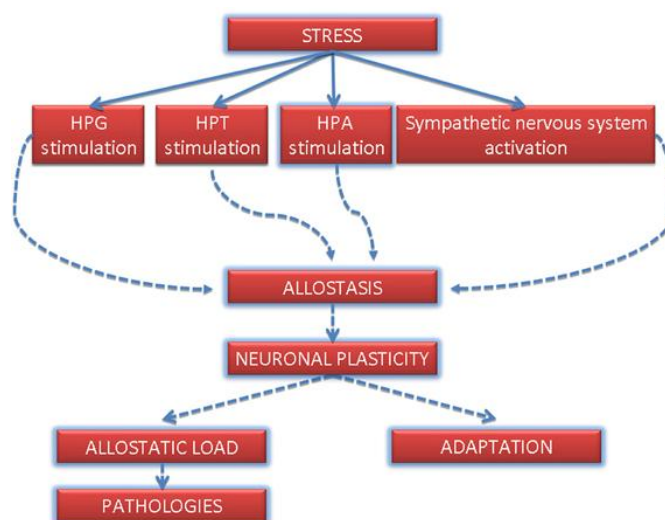 STRESS
HPG
stimulation
HPT
stimulation
HPA
stimulation
Sympathetic nervous system
activation
ALLOSTASIS
NEURONAL PLASTICITY
ALLOSTATIC LOAD
ADAPTATION
PATHOLOGIES